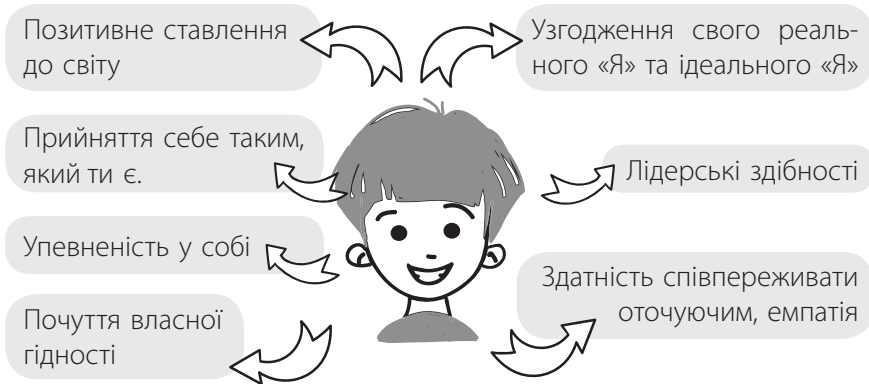 Позитивне ставлення
до світу
Прийняття себе таким,
який ти є.
Упевненість у собі
Почуття власної
гідності
Узгодження свого реаль-
ного «Я» та ідеального «Я»
Лідерські здібності
Здатність співпереживати
оточуючим, емпатія